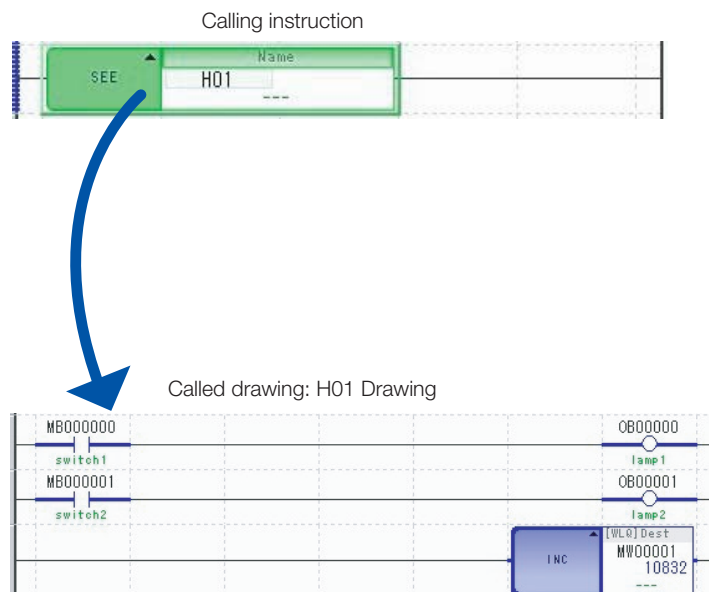 Calling instruction
SEE
Name
H01
---
Called drawing: H01 Drawing
MB000000
OB00000
switch1
lamp1
MB000001
OB00001
switch2
lamp2
[WLQ]Dest
INC
MW00001
10832
---